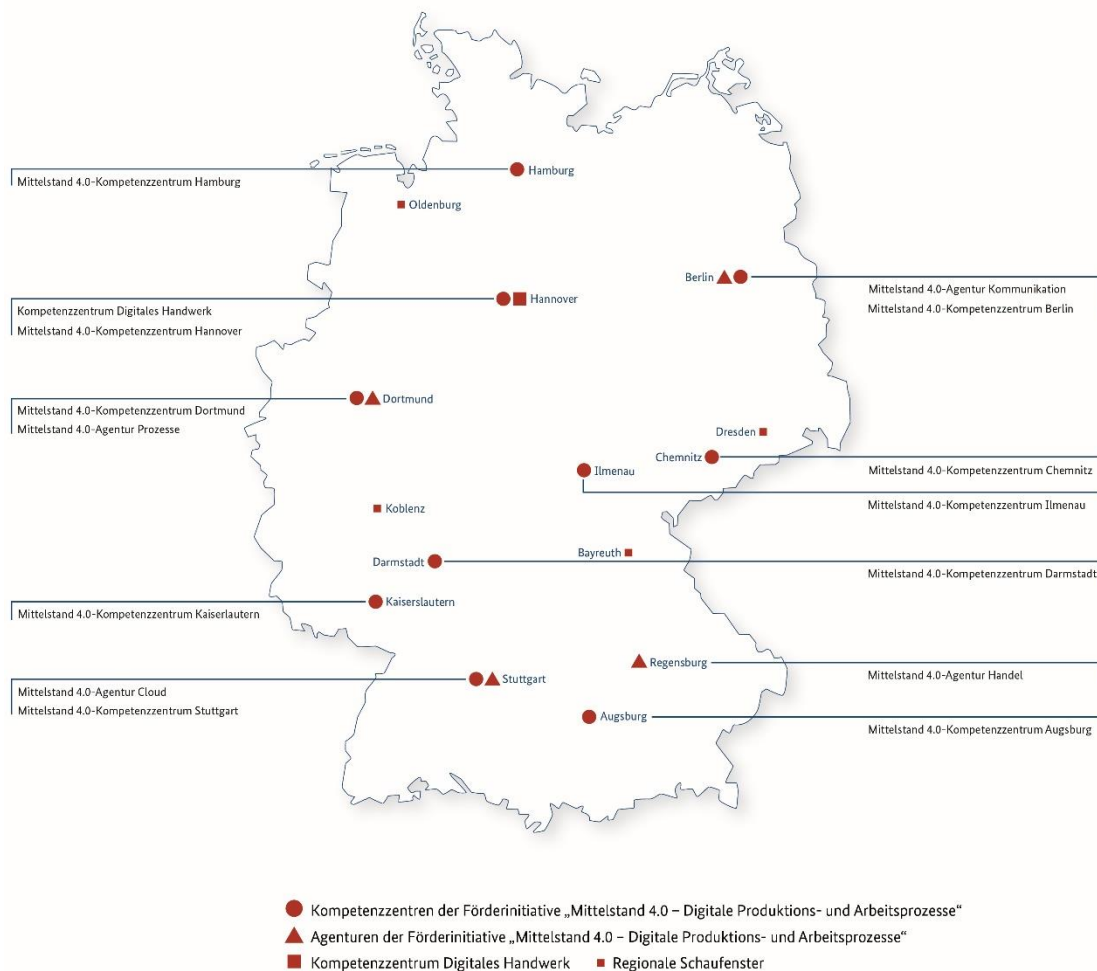 Hamburg
Mittelstand 4.0-Kompetenzzentrum Hamburg
Oldenburg
Berlin
Mittelstand 4.0-Agentur Kommunikation
Mittelstand 4.0-Kompetenzzentrum Berlin
Hannover
Kompetenzzentrum Digitales Handwerk
Mittelstand 4.0-Kompetenzzentrum Hannover
Dortmund
Mittelstand 4.0-Kompetenzzentrum Dortmund
Mittelstand 4.0-Agentur Prozesse
Dresden
Chemnitz
Mittelstand 4.0-Kompetenzzentrum Chemnitz
Ilmenau
Mittelstand 4.0-Kompetenzzentrum Ilmenau
Koblenz
Bayreuth
Darmstadt
Mittelstand 4.0-Kompetenzzentrum Darmstadt
Kaiserslautern
Mittelstand 4.0-Kompetenzzentrum Kaiserlautern
Regensburg
Mittelstand 4.0-Agentur Handel
Stuttgart
Mittelstand 4.0-Agentur Cloud
Mittelstand 4.0-Kompetenzzentrum Stuttgart
Augsburg
Mittelstand 4.0-Kompetenzzentrum Augsburg
Kompetenzzentren der Förderinitiative „Mittelstand 4.0 – Digitale Produktions- und Arbeitsprozesse“
Agenturen der Förderinitiative „Mittelstand 4.0 – Digitale Produktions- und Arbeitsprozesse“
Kompetenzzentrum Digitales Handwerk Regionale Schaufenster